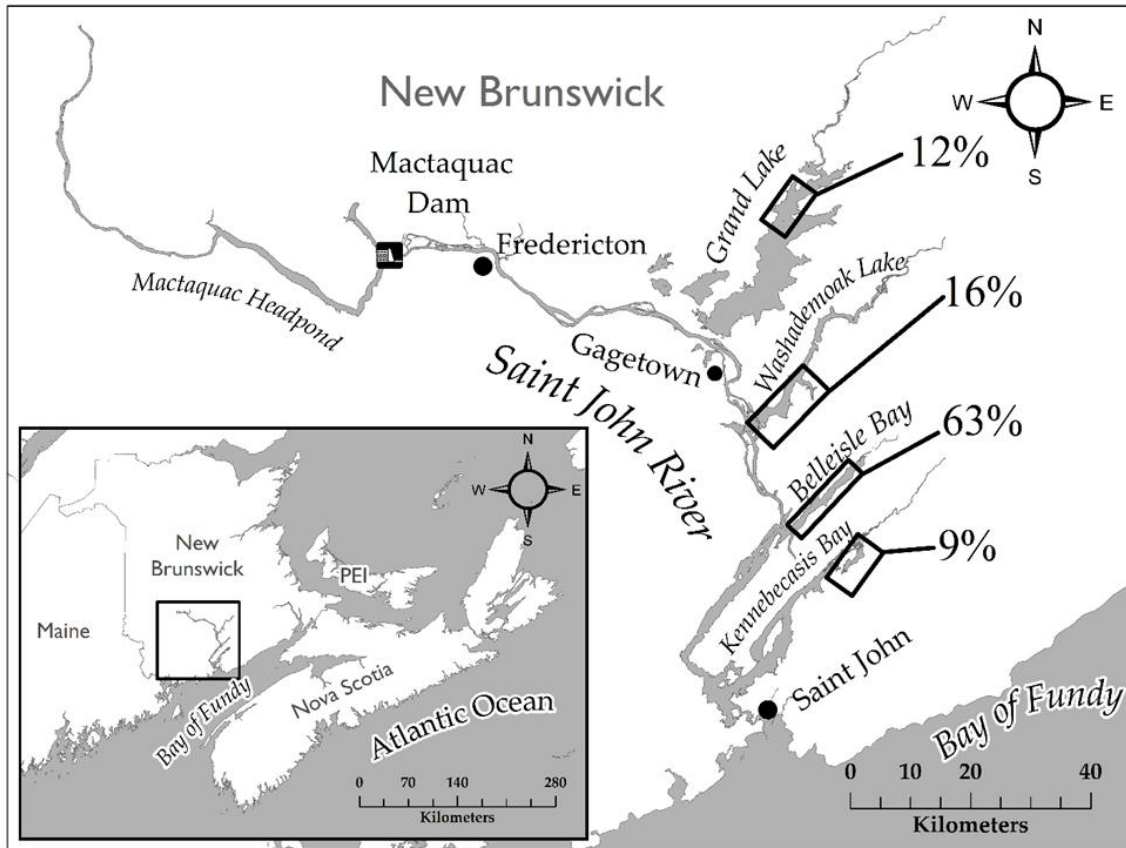 New Brunswick
N
W
E
S
Mactaquac
Dam
Fredericton
Mactaquac Headpond
Grand Lake
12%
Washademoak Lake
16%
Gagetown
Saint John River
Belleisle Bay
63%
Kennebecasis Bay
9%
Saint John
Bay of Fundy
0 10 20 40
Kilometers
N
W
E
S
New
Brunswick
PEI
Maine
Nova Scotia
Bay of Fundy
Atlantic Ocean
0 70 140 280
Kilometers